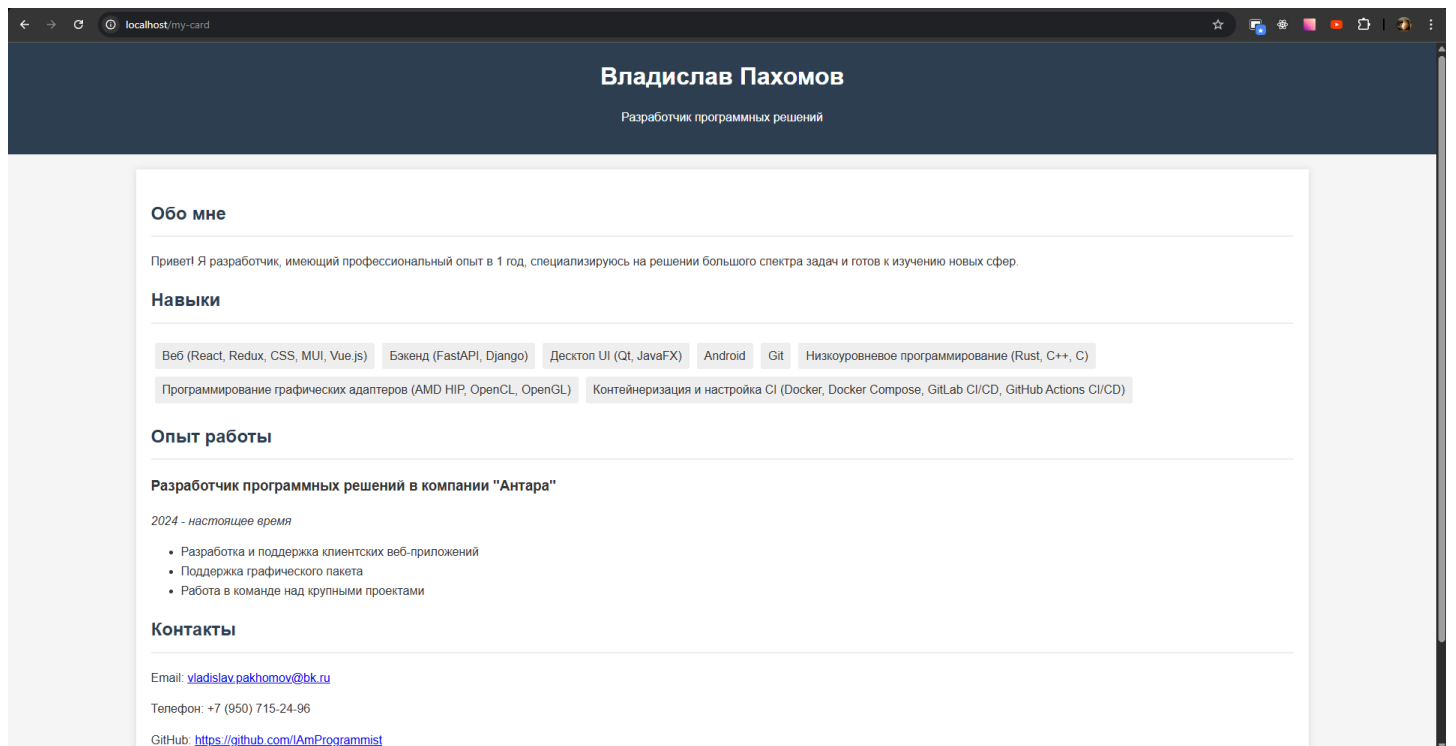 localhost/my-card
Владислав Пахомов
Разработчик программных решений
Обо мне
Привет! Я разработчик, имеющий профессиональный опыт в 1 год, специализируюсь на решении большого спектра задач и готов к изучению новых сфер.
Навыки
Веб (React, Redux, CSS, MUI, Vue.js) Бэкенд (FastAPI, Django) Десктоп UI (Qt, JavaFX) Android Git Низкоуровневое программирование (Rust, C++, C)
Программирование графических адаптеров (AMD HIP, OpenCL, OpenGL) Контейнеризация и настройка CI (Docker, Docker Compose, GitLab CI/CD, GitHub Actions CI/CD)
Опыт работы
Разработчик программных решений в компании "Антара"
2024 - настоящее время
• Разработка и поддержка клиентских веб-приложений
• Поддержка графического пакета
• Работа в команде над крупными проектами
Контакты
Email: vladislav.pakhomov@bk.ru
Телефон: +7 (950) 715-24-96
GitHub: https://github.com/IAmProgrammist